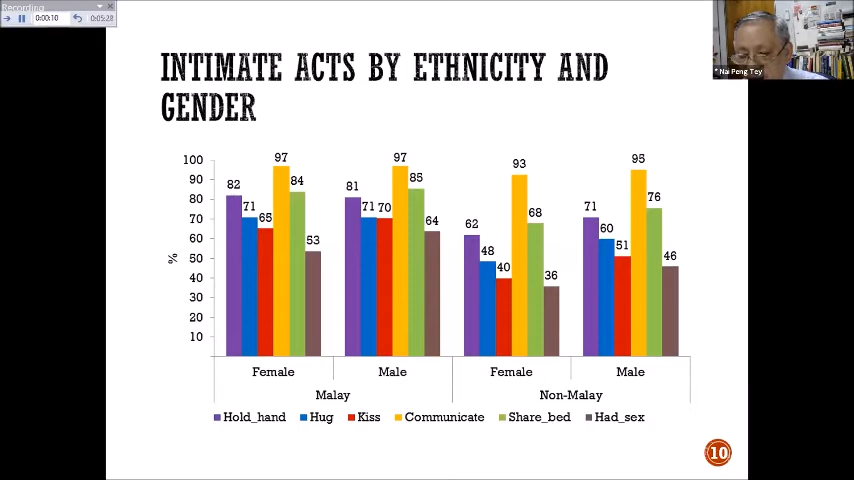 Recording
0:00:10
0:05:28
* Nai Peng Tey
INTIMATE ACTS BY ETHNICITY AND
GENDER
%
100
90
80
70
60
50
40
30
20
10
82 71 65 97 84 53
81 71 70 97 85 64
62 48 40 93 68 36
71 60 51 95 76 46
Female Male Female Male
Malay Non-Malay
Hold_hand Hug Kiss Communicate Share_bed Had_sex
10